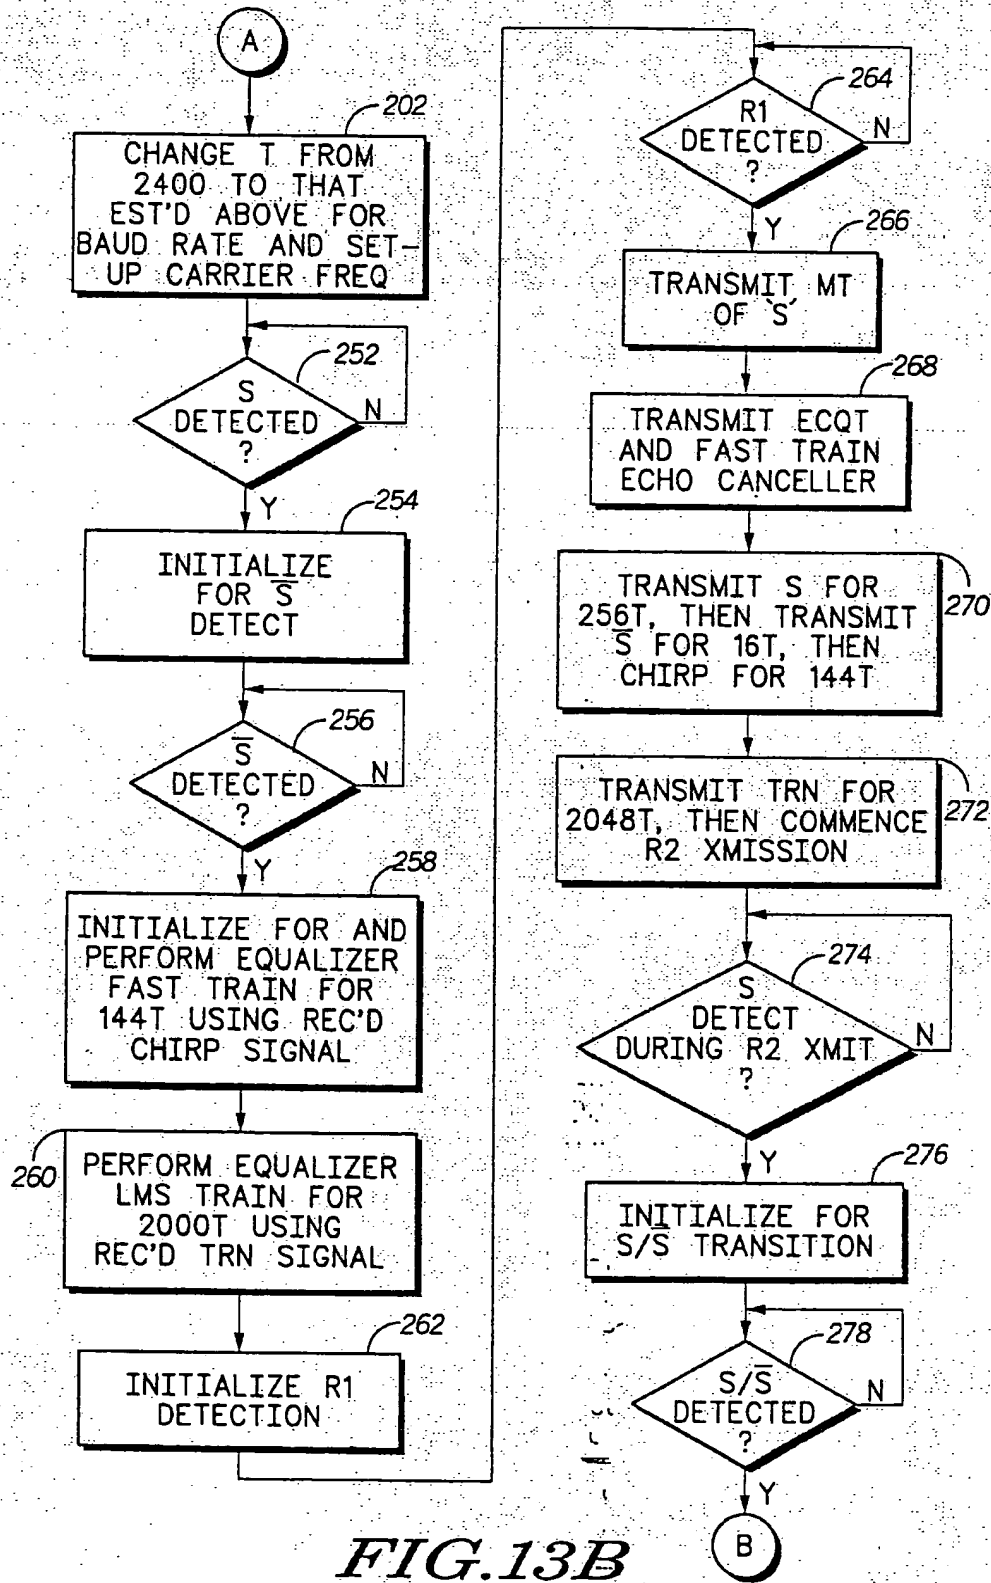 A
202
CHANGE T FROM
2400 TO THAT
EST'D ABOVE FOR
BAUD RATE AND SET-
UP CARRIER FREQ
252
S
DETECTED
?
N
Y
254
INITIALIZE
FOR S̅
DETECT
256
S̅
DETECTED
?
N
Y
258
INITIALIZE FOR AND
PERFORM EQUALIZER
FAST TRAIN FOR
144T USING REC'D
CHIRP SIGNAL
260
PERFORM EQUALIZER
LMS TRAIN FOR
2000T USING
REC'D TRN SIGNAL
262
INITIALIZE R1
DETECTION
264
R1
DETECTED
?
N
Y
266
TRANSMIT MT
OF 'S'
268
TRANSMIT ECQT
AND FAST TRAIN
ECHO CANCELLER
270
TRANSMIT S FOR
256T, THEN TRANSMIT
S̅ FOR 16T, THEN
CHIRP FOR 144T
272
TRANSMIT TRN FOR
2048T, THEN COMMENCE
R2 XMISSION
274
S
DETECT
DURING R2 XMIT
?
N
Y
276
INITIALIZE FOR
S/S̅ TRANSITION
278
S/S̅
DETECTED
?
N
Y
B
FIG.13B